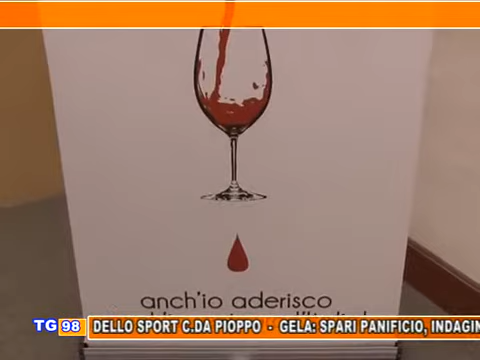 anch'io aderisco
TG 98 DELLO SPORT C.DA PIOPPO - GELA: SPARI PANIFICIO, INDAGIN